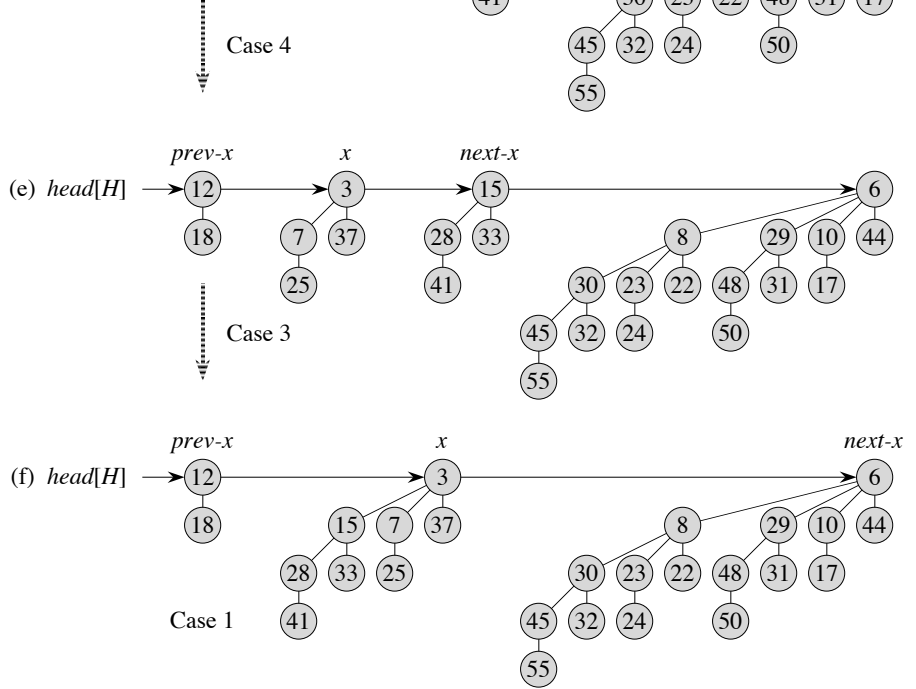 41 30 23 22 48 31 17
Case 4 45 32 24 50
55
prev-x x next-x
(e) head[H] 12 3 15 6
18 7 37 28 33 8 29 10 44
25 41 30 23 22 48 31 17
Case 3 45 32 24 50
55
prev-x x next-x
(f) head[H] 12 3 6
18 15 7 37 8 29 10 44
28 33 25 30 23 22 48 31 17
Case 1 41 45 32 24 50
55